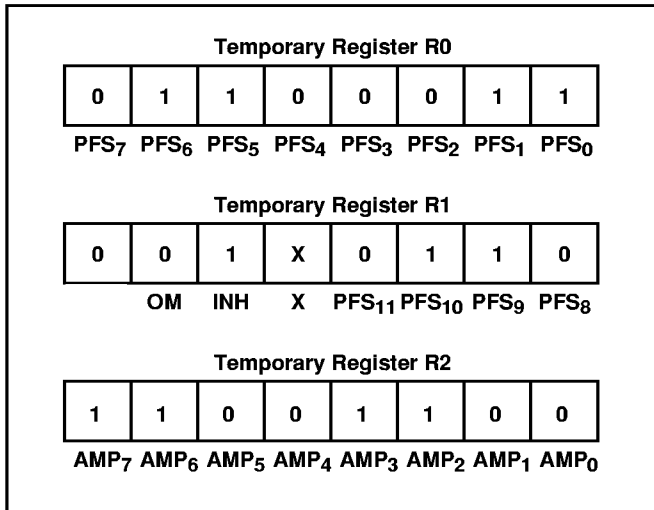 Temporary Register R0
0 1 1 0 0 0 1 1
PFS7 PFS6 PFS5 PFS4 PFS3 PFS2 PFS1 PFS0
Temporary Register R1
0 0 1 X 0 1 1 0
OM INH X PFS11 PFS10 PFS9 PFS8
Temporary Register R2
1 1 0 0 1 1 0 0
AMP7 AMP6 AMP5 AMP4 AMP3 AMP2 AMP1 AMP0